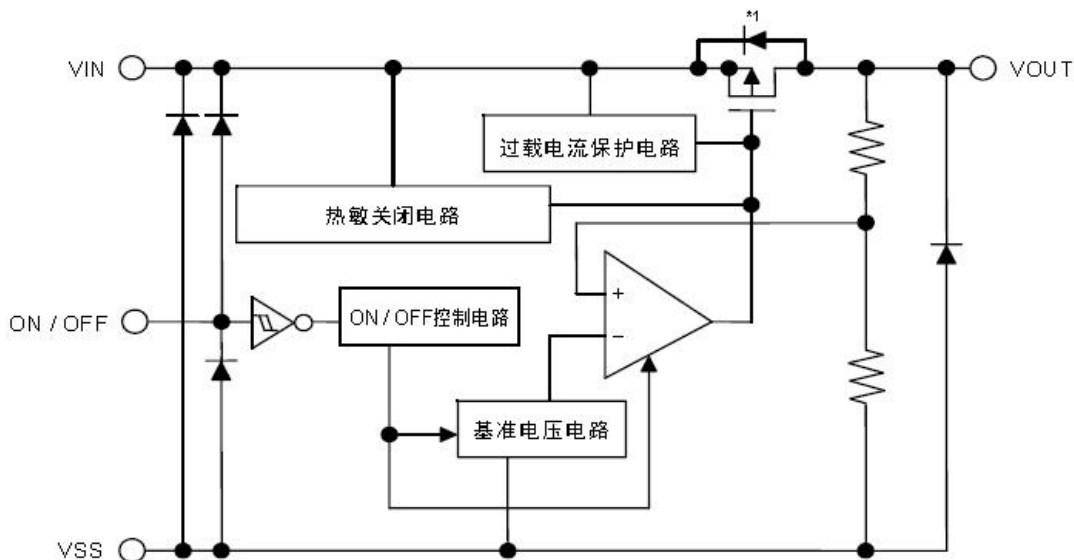 *1
VIN
VOUT
过载电流保护电路
热敏关闭电路
+
ON / OFF
ON / OFF控制电路
−
基准电压电路
VSS